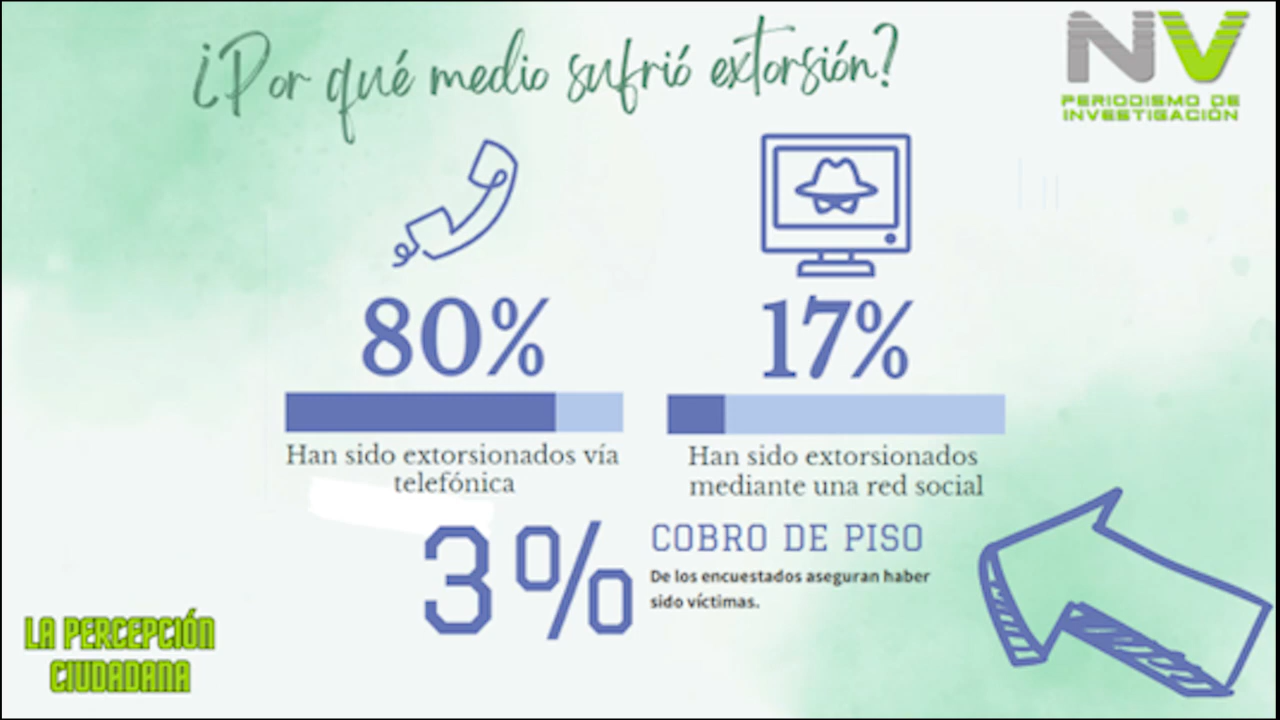 ¿Por qué medio sufrió extorsión?
NV
PERIODISMO DE
INVESTIGACIÓN
80%
Han sido extorsionados vía
telefónica
17%
Han sido extorsionados
mediante una red social
3%
COBRO DE PISO
De los encuestados aseguran haber
sido víctimas.
LA PERCEPCIÓN
CIUDADANA